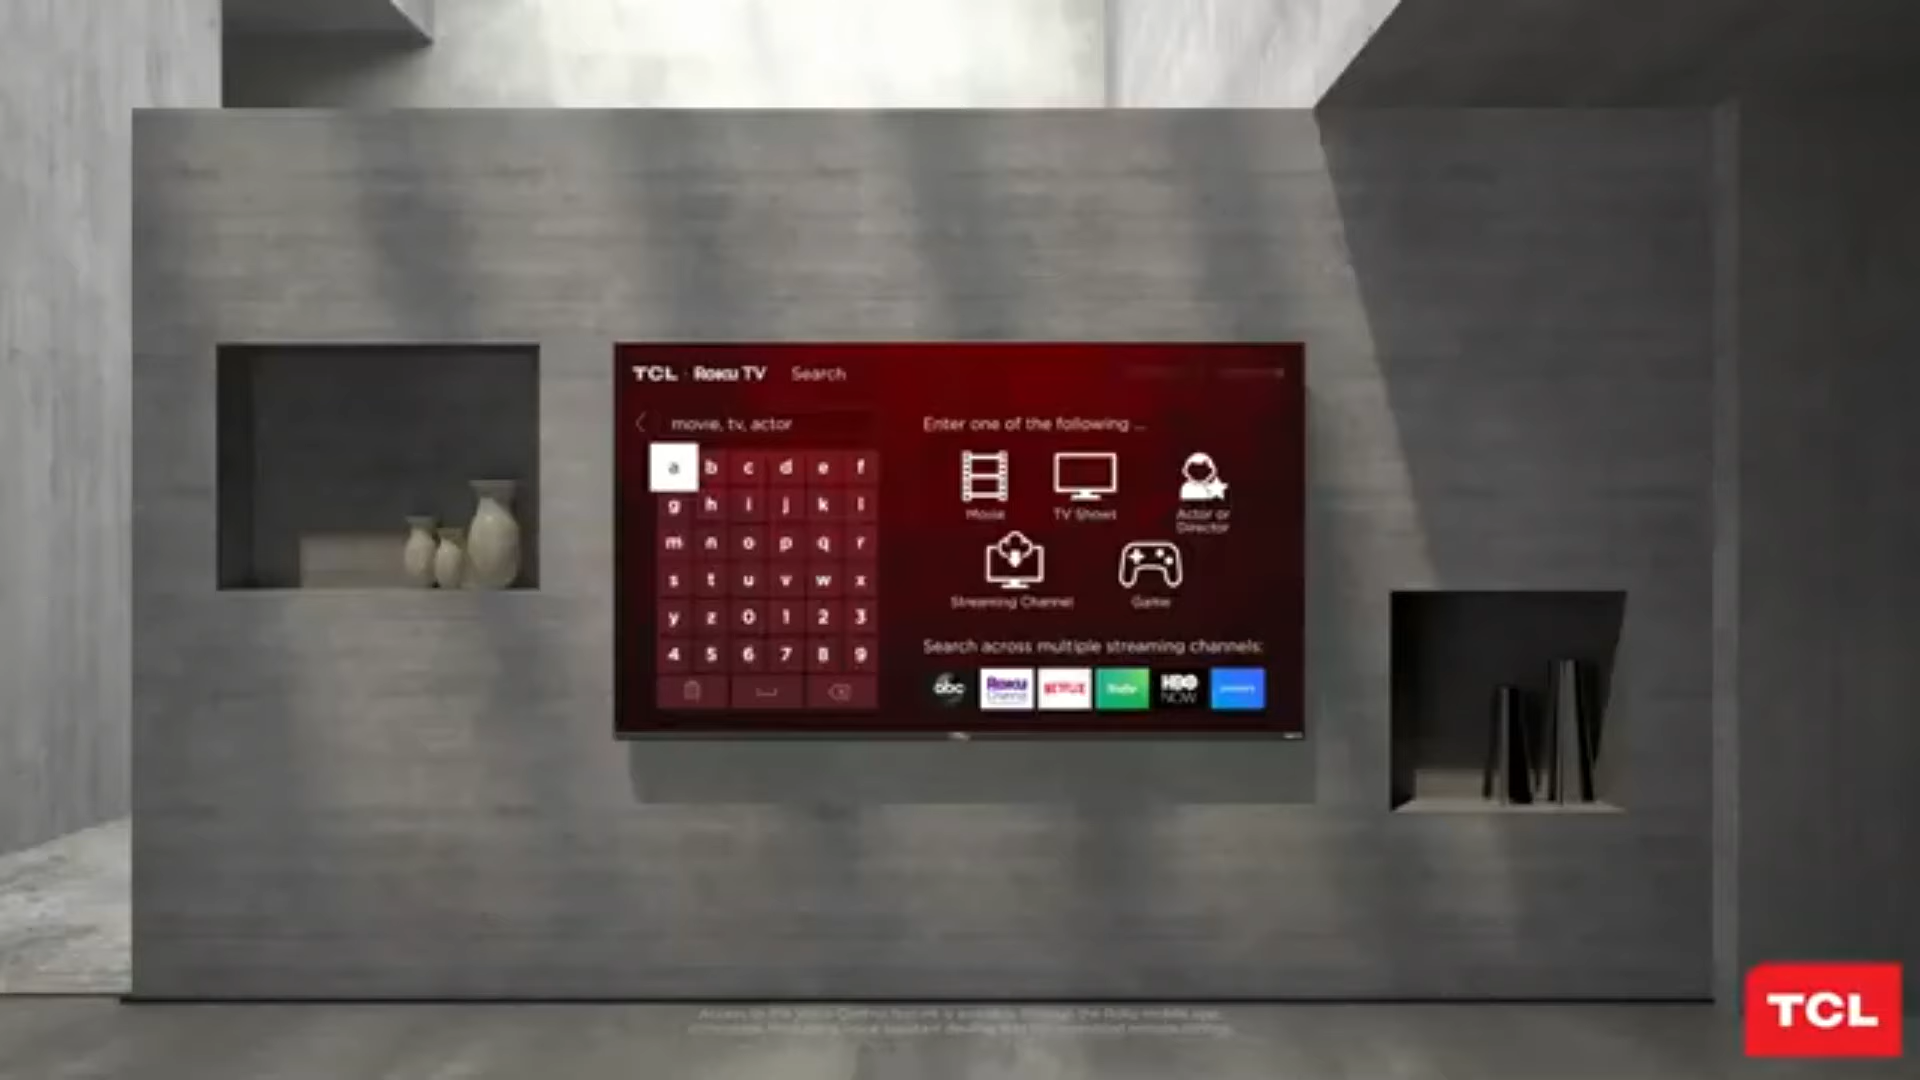 TCL · Roku TV Search
movie, tv, actor
Enter one of the following ...
a b c d e f
g h i j k l
m n o p q r
s t u v w x
y z 0 1 2 3
4 5 6 7 8 9
Movie
TV Shows
Actor or
Director
Streaming Channel
Game
Search across multiple streaming channels:
abc
Roku
Channel
NETFLIX
hulu
HBO
NOW
TCL